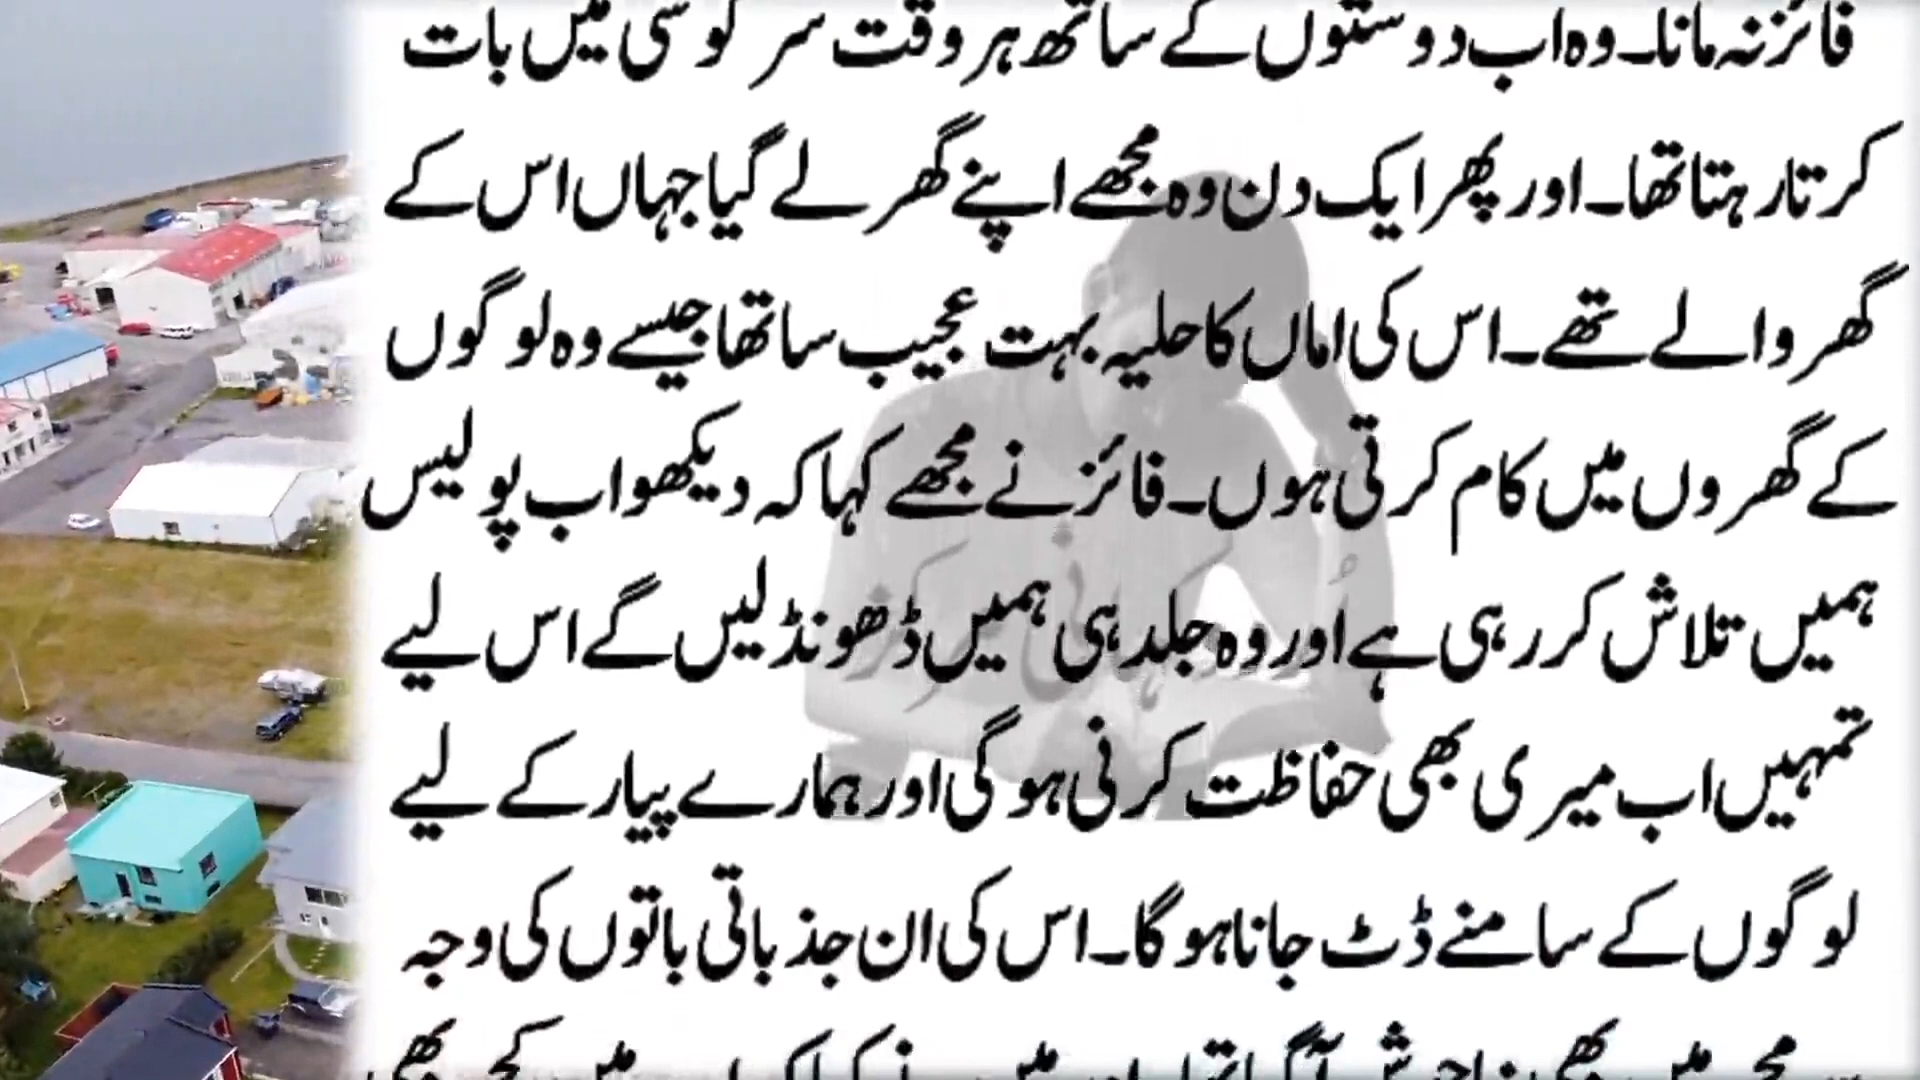 فائز نہ مانا۔ وہ اب دوستوں کے ساتھ ہر وقت سرگوشی میں بات
کرتا رہتا تھا۔ اور پھر ایک دن وہ مجھے اپنے گھر لے گیا جہاں اس کے
گھر والے تھے۔ اس کی اماں کا حلیہ بہت عجیب سا تھا جیسے وہ لوگوں
کے گھروں میں کام کرتی ہوں۔ فائز نے مجھے کہا کہ دیکھو اب پولیس
ہمیں تلاش کر رہی ہے اُور وہ جلد ہی ہمیں ڈھونڈ لیں گے اس لیے
تمہیں اب میری بھی حفاظت کرنی ہو گی اور ہمارے پیار کے لیے
لوگوں کے سامنے ڈٹ جانا ہو گا۔ اس کی ان جذباتی باتوں کی وجہ